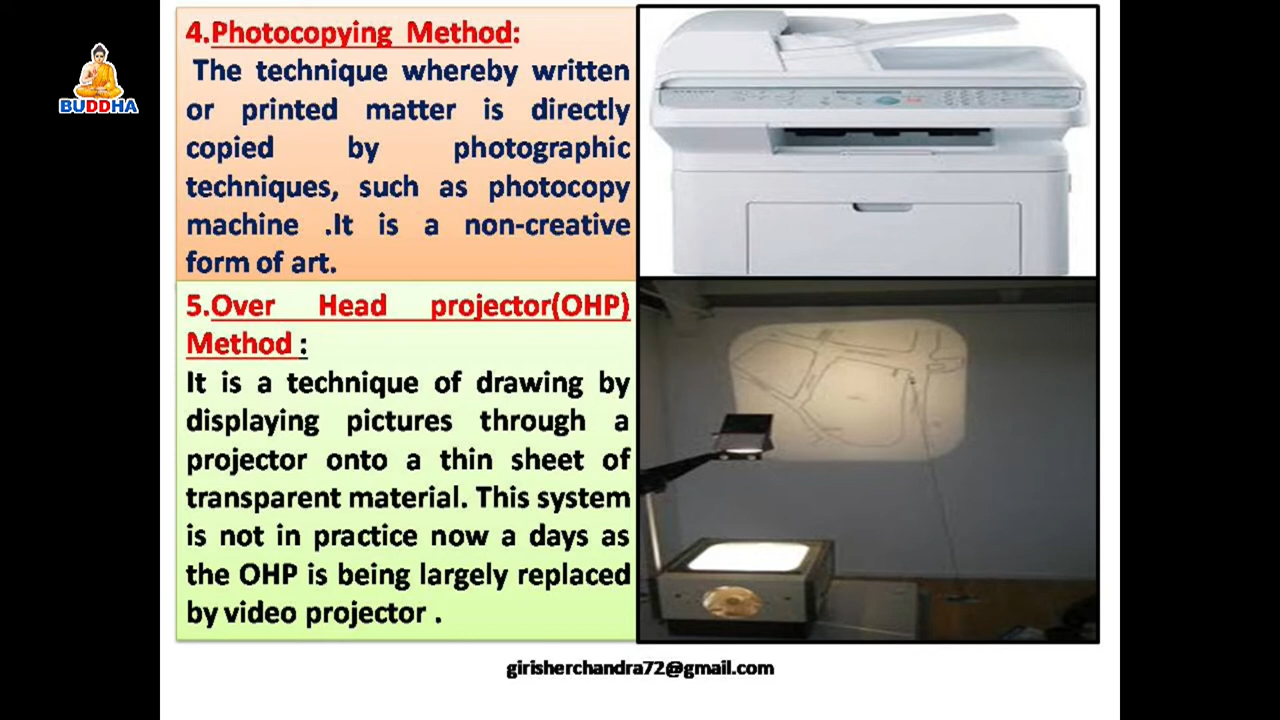 BUDDHA
4.Photocopying Method:
The technique whereby written
or printed matter is directly
copied by photographic
techniques, such as photocopy
machine .It is a non-creative
form of art.
5.Over Head projector(OHP)
Method :
It is a technique of drawing by
displaying pictures through a
projector onto a thin sheet of
transparent material. This system
is not in practice now a days as
the OHP is being largely replaced
by video projector .
girisherchandra72@gmail.com